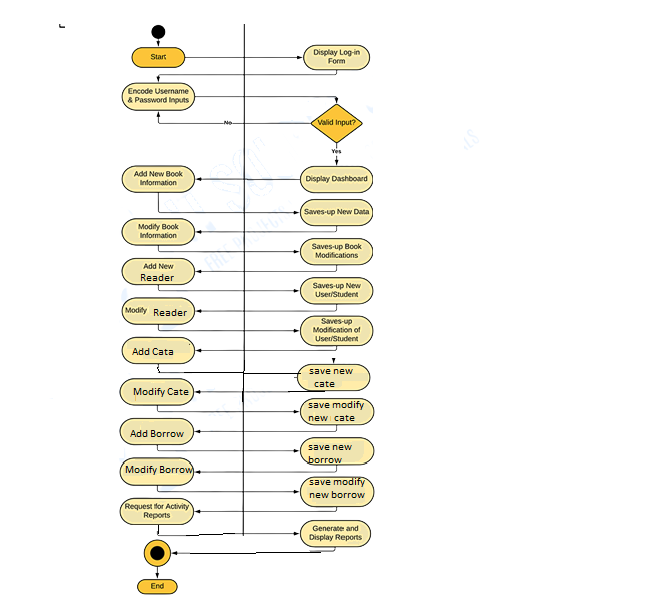 Start
Display Log-in
Form
Encode Username
& Password Inputs
Valid Input?
No
Yes
Add New Book
Information
Display Dashboard
Saves-up New Data
Modify Book
Information
Saves-up Book
Modifications
Add New
Reader
Saves-up New
User/Student
Modify Reader
Saves-up
Modification of
User/Student
Add Cata
save new
cate
Modify Cate
save modify
new cate
Add Borrow
save new
borrow
Modify Borrow
save modify
new borrow
Request for Activity
Reports
Generate and
Display Reports
End